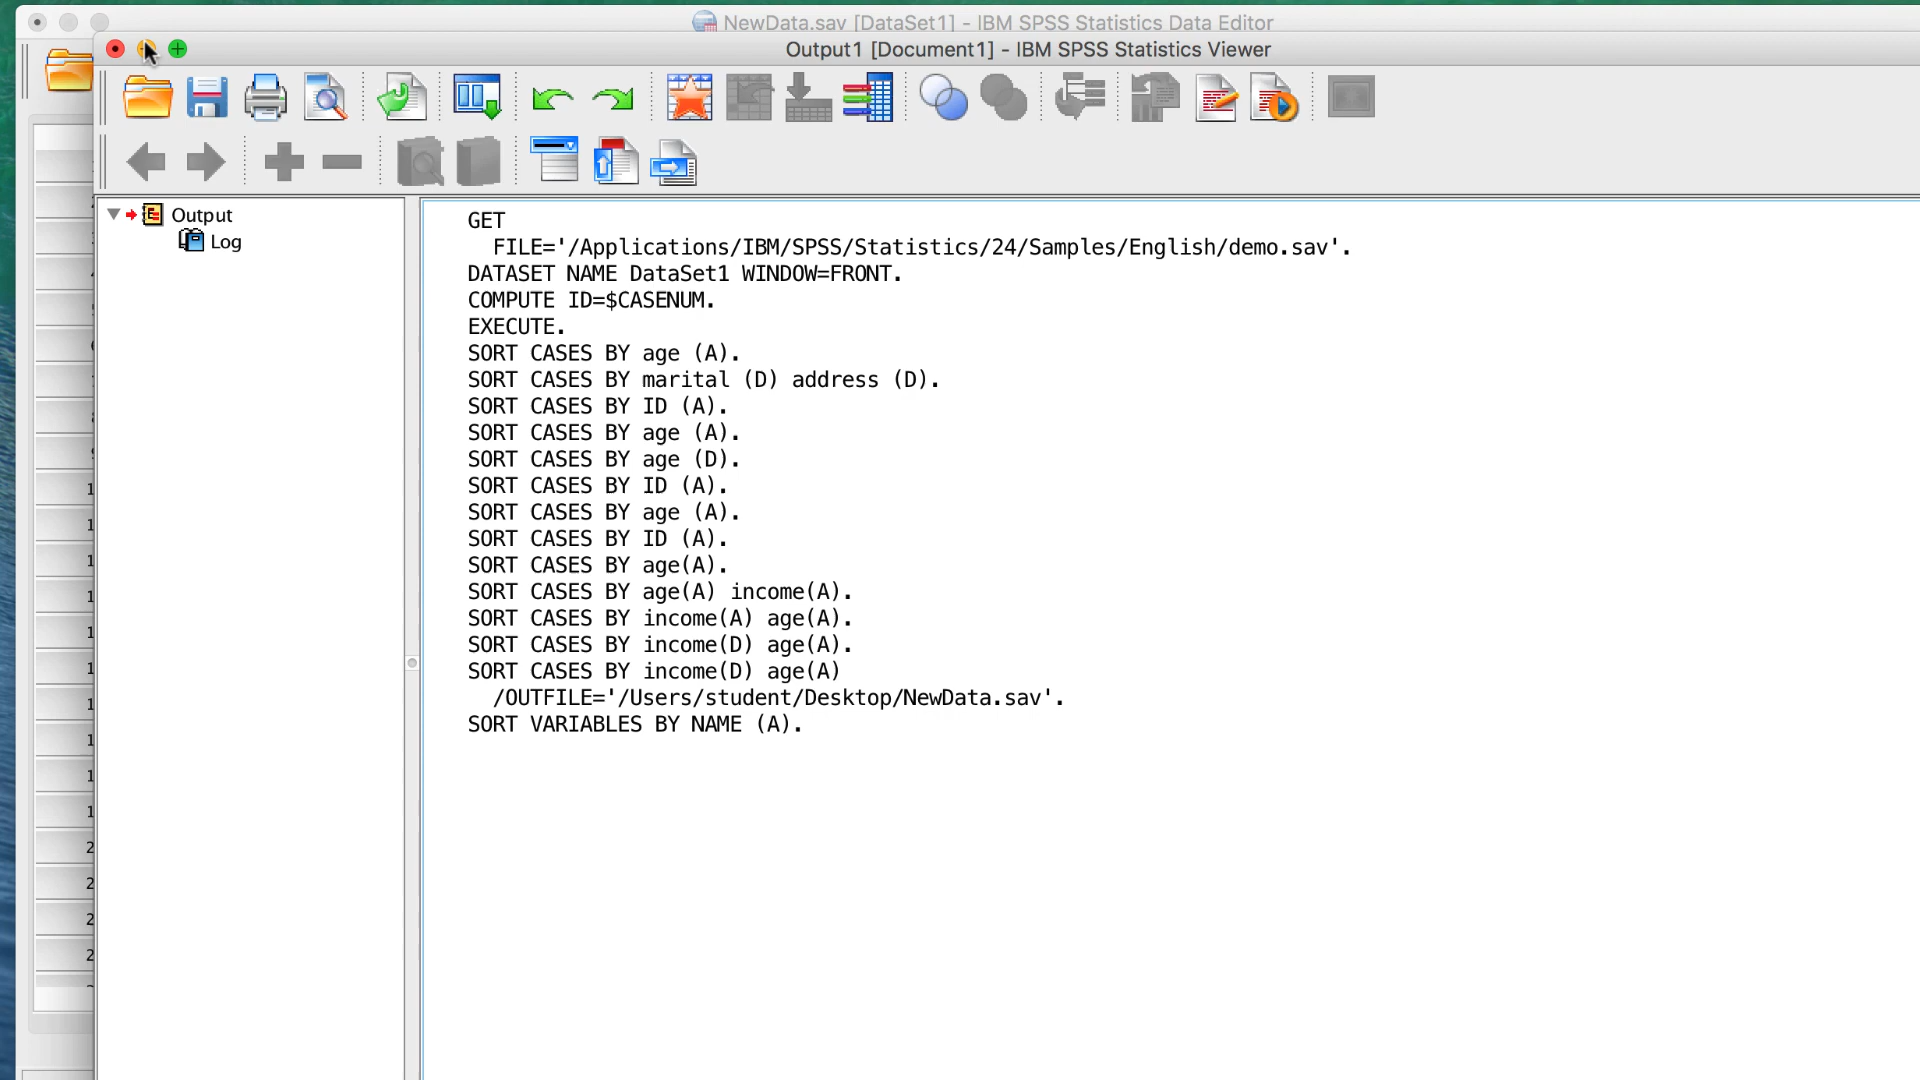 NewData.sav [DataSet1] - IBM SPSS Statistics Data Editor
Output1 [Document1] - IBM SPSS Statistics Viewer
Output
Log
GET
FILE='/Applications/IBM/SPSS/Statistics/24/Samples/English/demo.sav'.
DATASET NAME DataSet1 WINDOW=FRONT.
COMPUTE ID=$CASENUM.
EXECUTE.
SORT CASES BY age (A).
SORT CASES BY marital (D) address (D).
SORT CASES BY ID (A).
SORT CASES BY age (A).
SORT CASES BY age (D).
SORT CASES BY ID (A).
SORT CASES BY age (A).
SORT CASES BY ID (A).
SORT CASES BY age(A).
SORT CASES BY age(A) income(A).
SORT CASES BY income(A) age(A).
SORT CASES BY income(D) age(A).
SORT CASES BY income(D) age(A)
/OUTFILE='/Users/student/Desktop/NewData.sav'.
SORT VARIABLES BY NAME (A).